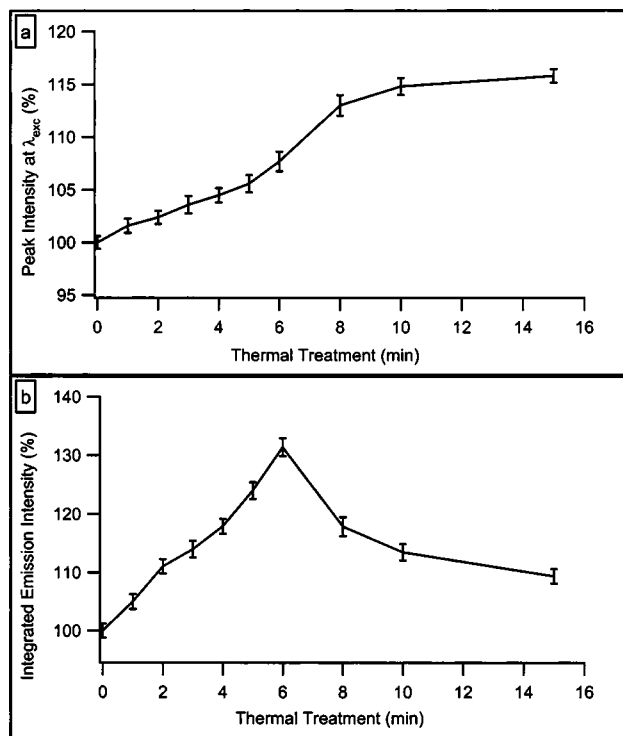 a
120
115
110
105
100
95
Peak Intensity at λexc (%)
0 2 4 6 8 10 12 14 16
Thermal Treatment (min)
b
140
130
120
110
100
Integrated Emission Intensity (%)
0 2 4 6 8 10 12 14 16
Thermal Treatment (min)